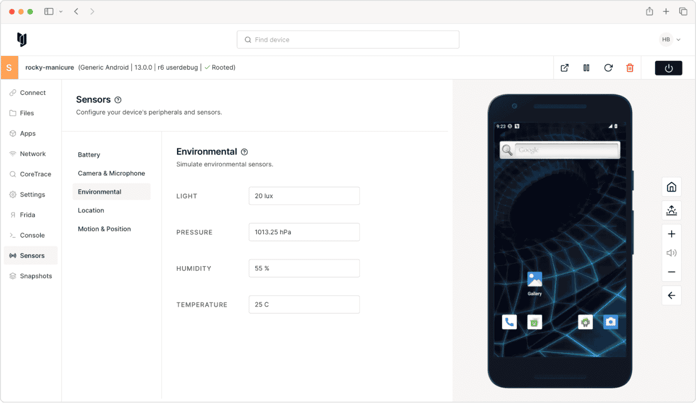 Find device
HB
S
rocky-manicure (Generic Android | 13.0.0 | r6 userdebug | ✓ Rooted)
Connect
Files
Apps
Network
CoreTrace
Settings
Frida
Console
Sensors
Snapshots
Sensors
Configure your device's peripherals and sensors.
Battery
Camera & Microphone
Environmental
Location
Motion & Position
Environmental
Simulate environmental sensors.
LIGHT
20 lux
PRESSURE
1013.25 hPa
HUMIDITY
55 %
TEMPERATURE
25 C
9:23
Google
Gallery